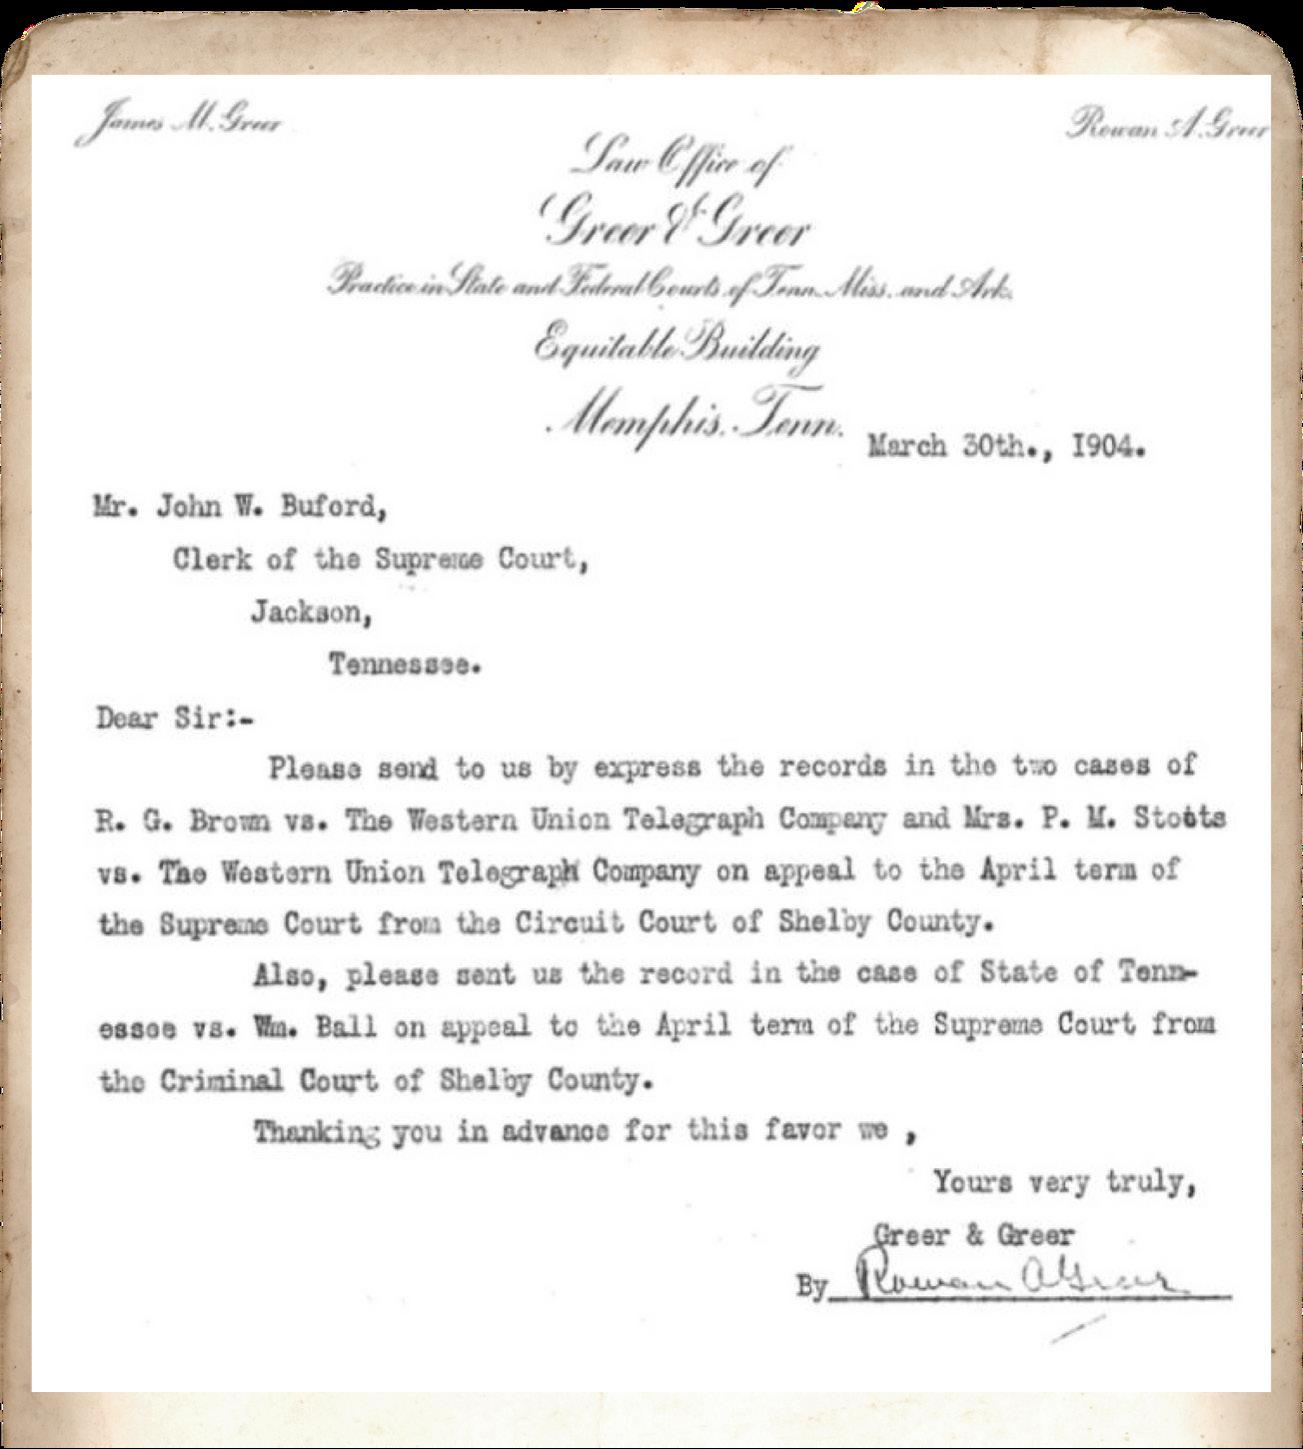 James M. Greer
Rowan A. Greer
Law Office of
Greer & Greer
Practice in State and Federal Courts of Tenn. Miss. and Ark.
Equitable Building
Memphis, Tenn.
March 30th., I904.
Mr. John W. Buford,
Clerk of the Supreme Court,
Jackson,
Tennessee.
Dear Sir:-
Please send to us by express the records in the two cases of
R. G. Brown vs. The Western Union Telegraph Company and Mrs. P. M. Stotts
vs. The Western Union Telegraph Company on appeal to the April term of
the Supreme Court from the Circuit Court of Shelby County.
Also, please sent us the record in the case of State of Tenn-
essee vs. Wm. Ball on appeal to the April term of the Supreme Court from
the Criminal Court of Shelby County.
Thanking you in advance for this favor we ,
Yours very truly,
Greer & Greer
By Rowan A Greer